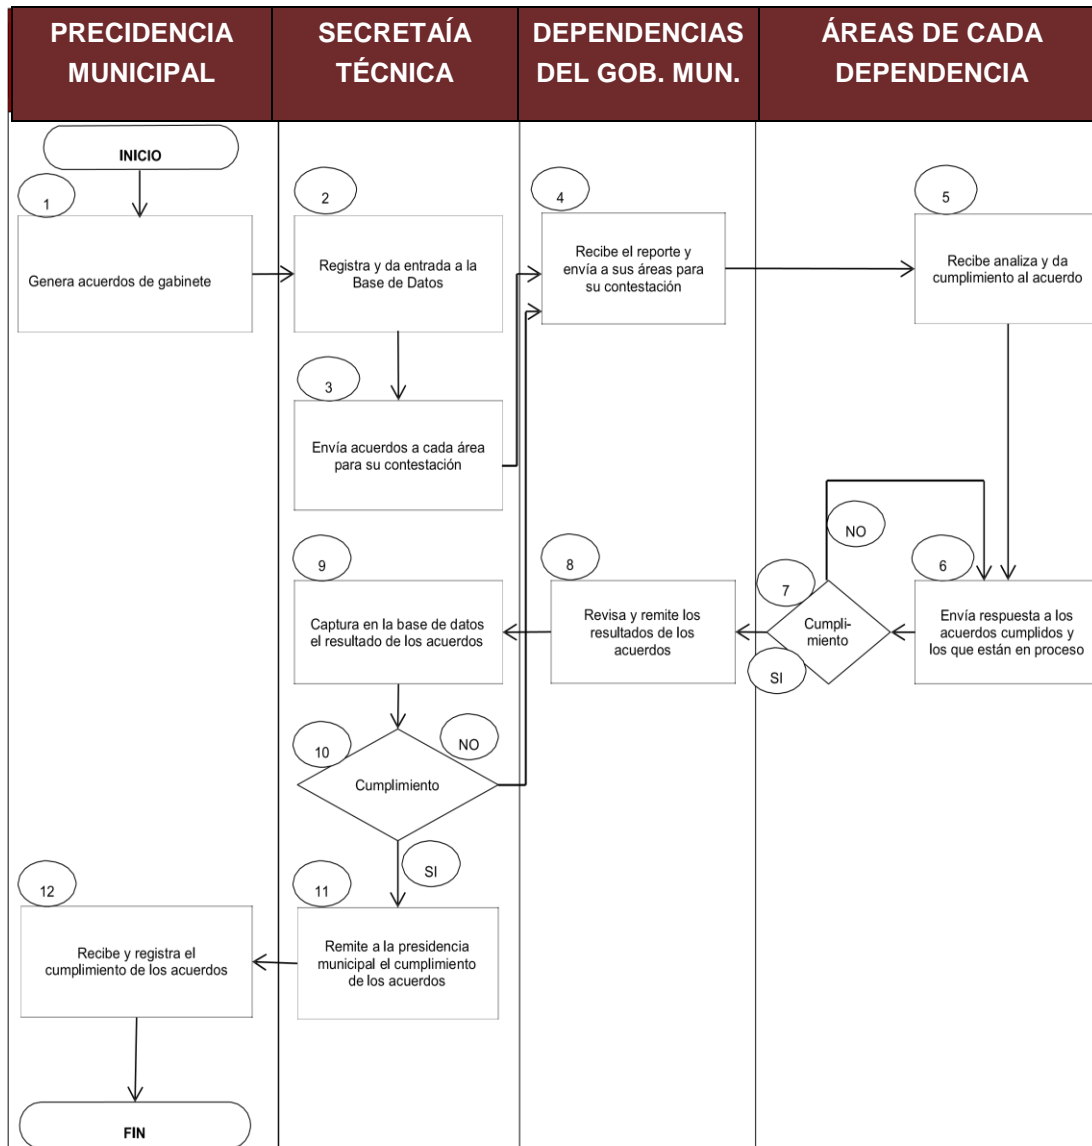 PRECIDENCIA
MUNICIPAL
SECRETAÍA
TÉCNICA
DEPENDENCIAS
DEL GOB. MUN.
ÁREAS DE CADA
DEPENDENCIA
INICIO
1
Genera acuerdos de gabinete
2
Registra y da entrada a la
Base de Datos
3
Envía acuerdos a cada área
para su contestación
4
Recibe el reporte y
envía a sus áreas para
su contestación
5
Recibe analiza y da
cumplimiento al acuerdo
6
Envía respuesta a los
acuerdos cumplidos y
los que están en proceso
7
Cumpli-
miento
NO
SI
8
Revisa y remite los
resultados de los
acuerdos
9
Captura en la base de datos
el resultado de los acuerdos
10
Cumplimiento
NO
SI
11
Remite a la presidencia
municipal el cumplimiento
de los acuerdos
12
Recibe y registra el
cumplimiento de los acuerdos
FIN